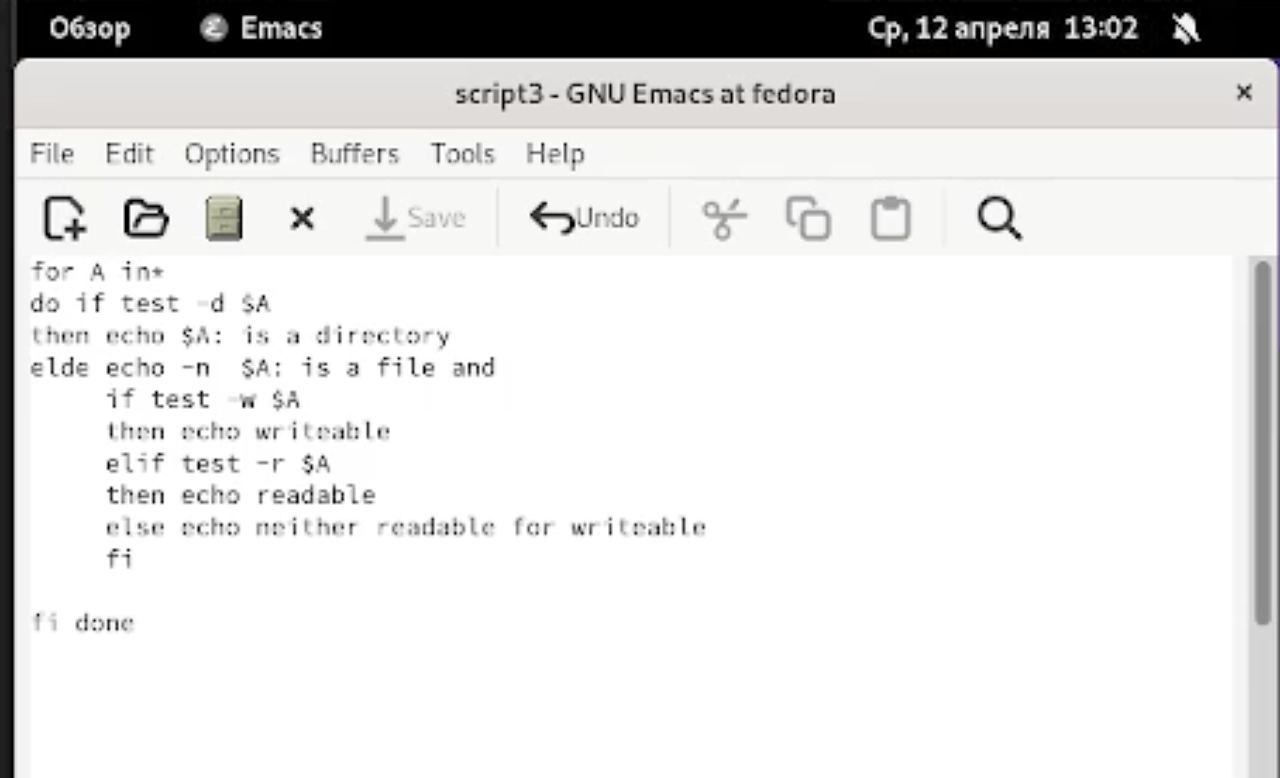 Обзор Emacs Ср, 12 апреля 13:02
script3 - GNU Emacs at fedora ×
File Edit Options Buffers Tools Help
Save Undo
for A in*
do if test -d $A
then echo $A: is a directory
elde echo -n  $A: is a file and
     if test -w $A
     then echo writeable
     elif test -r $A
     then echo readable
     else echo neither readable for writeable
     fi

fi done